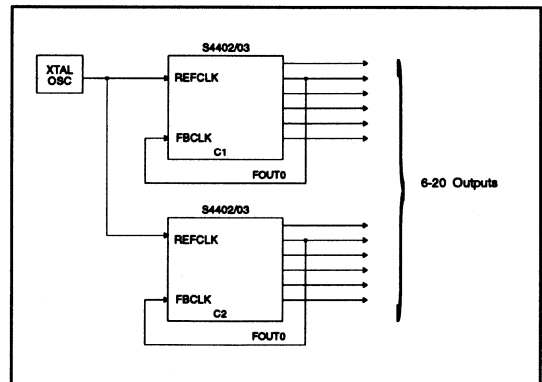 S4402/03
XTAL
OSC
REFCLK
FBCLK
C1
FOUT0
6-20 Outputs
S4402/03
REFCLK
FBCLK
C2
FOUT0